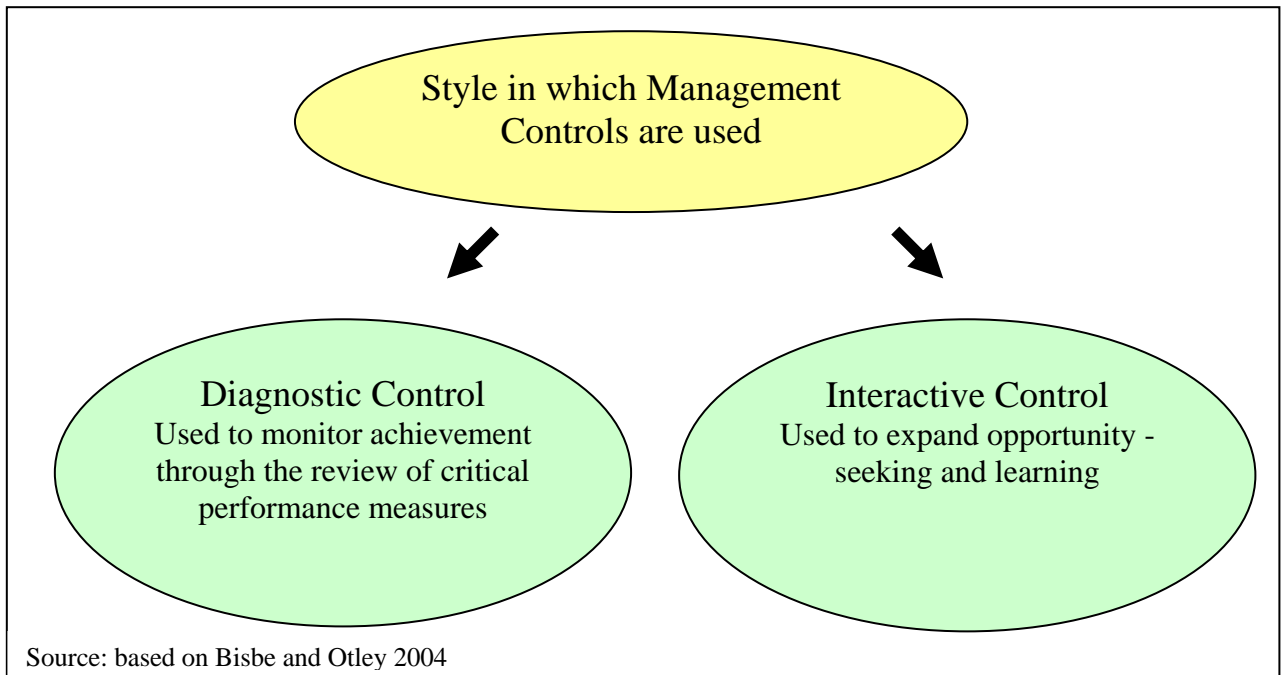 Style in which Management
Controls are used
Diagnostic Control
Used to monitor achievement
through the review of critical
performance measures
Interactive Control
Used to expand opportunity -
seeking and learning
Source: based on Bisbe and Otley 2004